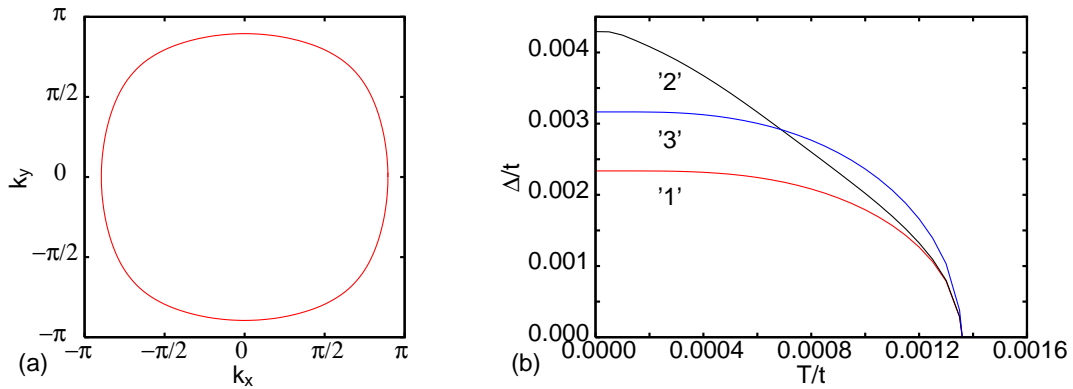 π
π/2
0
−π/2
−π
k_y
−π
−π/2
0
π/2
π
k_x
(a)
0.004
0.003
0.002
0.001
0.000
Δ/t
'2'
'3'
'1'
0.0000
0.0004
0.0008
0.0012
0.0016
T/t
(b)